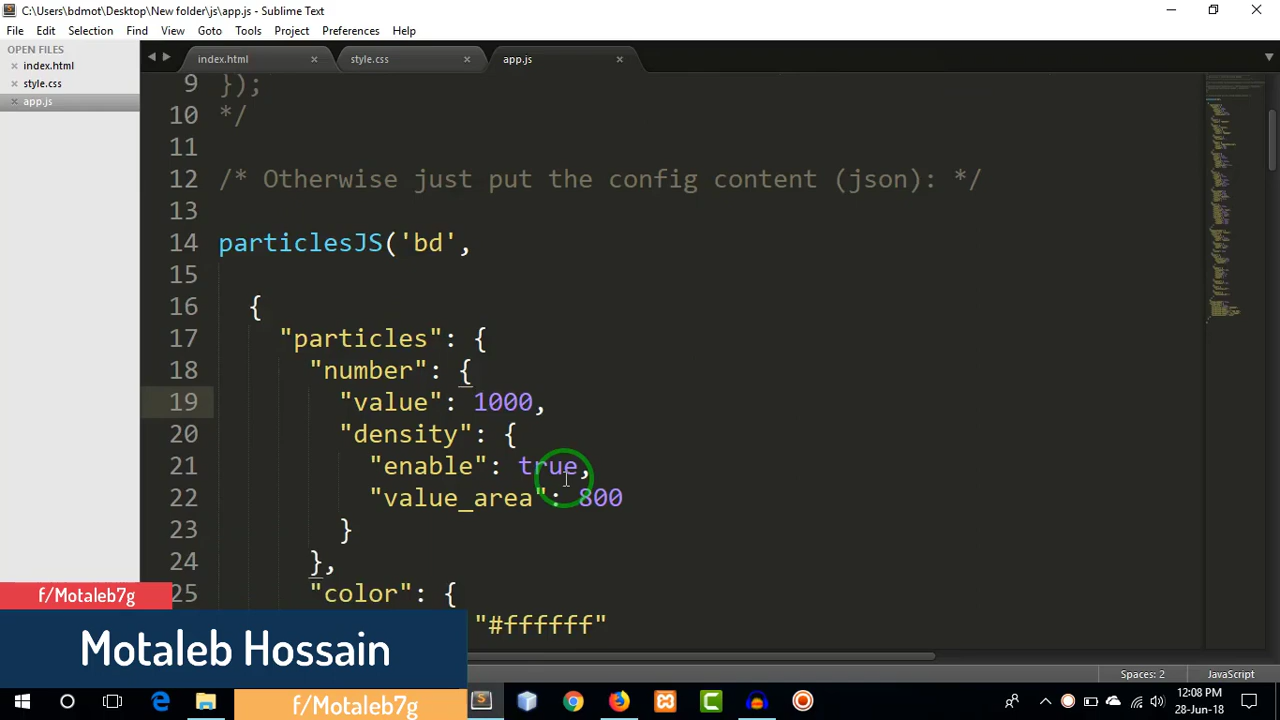 C:\Users\bdmot\Desktop\New folder\js\app.js - Sublime Text
File Edit Selection Find View Goto Tools Project Preferences Help
OPEN FILES
index.html
style.css
app.js
index.html style.css app.js
9 });
10 */
11
12 /* Otherwise just put the config content (json): */
13
14 particlesJS('bd',
15
16 {
17 "particles": {
18 "number": {
19 "value": 1000,
20 "density": {
21 "enable": true,
22 "value_area": 800
23 }
24 },
25 "color": {
"#ffffff"
f/Motaleb7g
Motaleb Hossain
f/Motaleb7g
Spaces: 2 JavaScript
12:08 PM
28-Jun-18